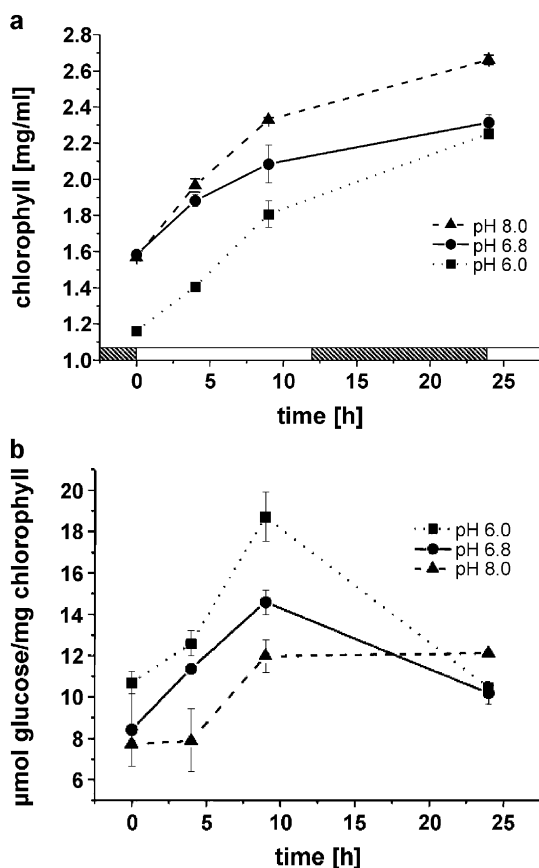 a
chlorophyll [mg/ml]
2.8
2.6
2.4
2.2
2.0
1.8
1.6
1.4
1.2
1.0
pH 8.0
pH 6.8
pH 6.0
0 5 10 15 20 25
time [h]
b
µmol glucose/mg chlorophyll
20
18
16
14
12
10
8
6
pH 6.0
pH 6.8
pH 8.0
0 5 10 15 20 25
time [h]